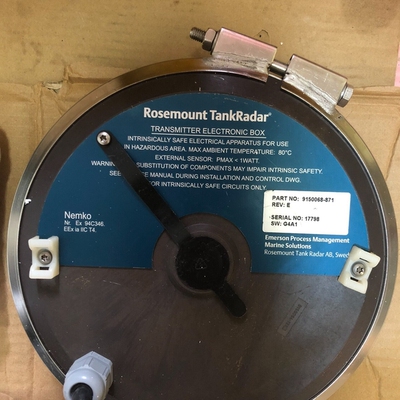 Rosemount TankRadar®
TRANSMITTER ELECTRONIC BOX
INTRINSICALLY SAFE ELECTRICAL APPARATUS FOR USE
IN HAZARDOUS AREA. MAX AMBIENT TEMPERATURE: 80°C
EXTERNAL SENSOR: PMAX < 1WATT.
SUBSTITUTION OF COMPONENTS MAY IMPAIR INTRINSIC SAFETY.
MANUAL DURING INSTALLATION AND CONTROL DWG.
FOR INTRINSICALLY SAFE CIRCUITS ONLY.
PART NO: 9150068-871
REV: E
SERIAL NO: 17798
SW: G4A1
Nemko
Nr. Ex 94C346.
EEx ia IIC T4.
Emerson Process Management
Marine Solutions
Rosemount Tank Radar AB,